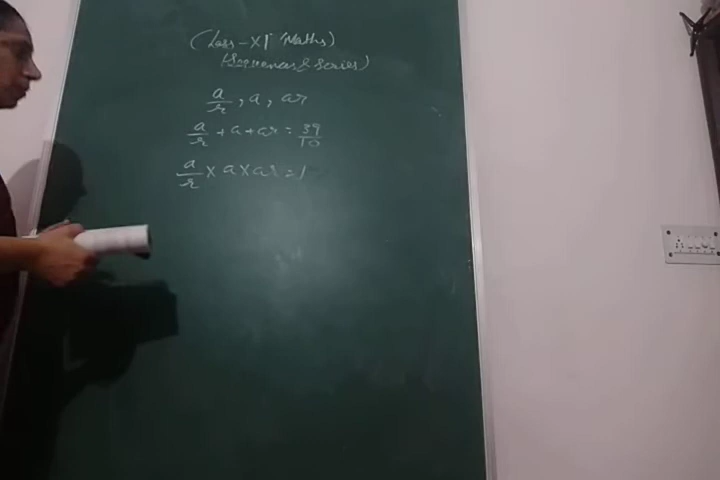 (Class - XI Maths)
(Sequences & Series)
a/r, a, ar
a/r + a + ar = 39/10
a/r × a × ar = 1